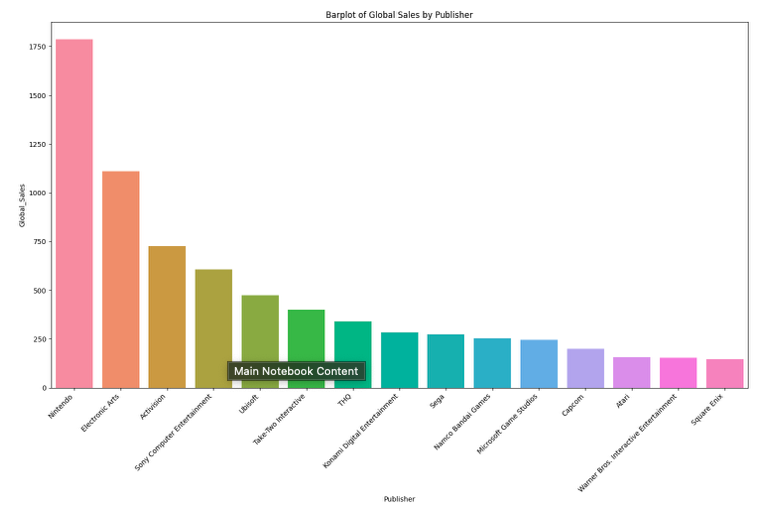 Barplot of Global Sales by Publisher
1750
1500
1250
1000
750
500
250
0
Global_Sales
Main Notebook Content
Nintendo
Electronic Arts
Activision
Sony Computer Entertainment
Ubisoft
Take-Two Interactive
THQ
Konami Digital Entertainment
Sega
Namco Bandai Games
Microsoft Game Studios
Capcom
Atari
Warner Bros. Interactive Entertainment
Square Enix
Publisher